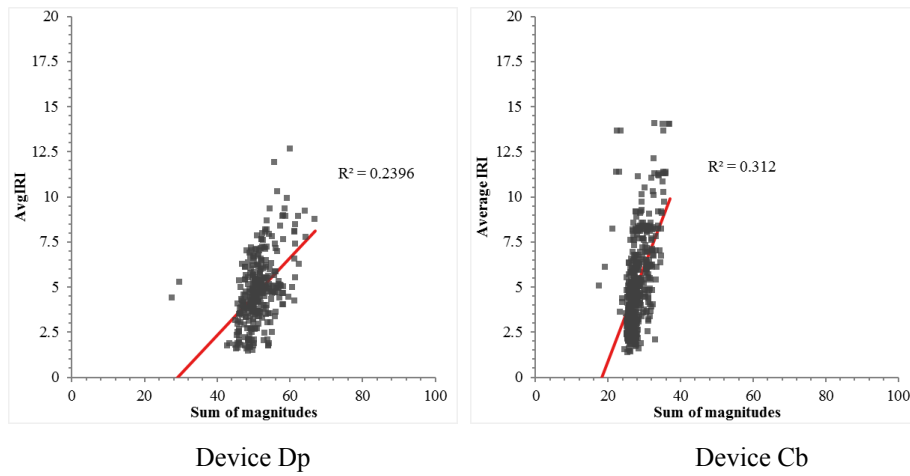 20
17.5
15
12.5
10
7.5
5
2.5
0
AvgIRI
R² = 0.2396
0 20 40 60 80 100
Sum of magnitudes
Device Dp
20
17.5
15
12.5
10
7.5
5
2.5
0
Average IRI
R² = 0.312
0 20 40 60 80 100
Sum of magnitudes
Device Cb